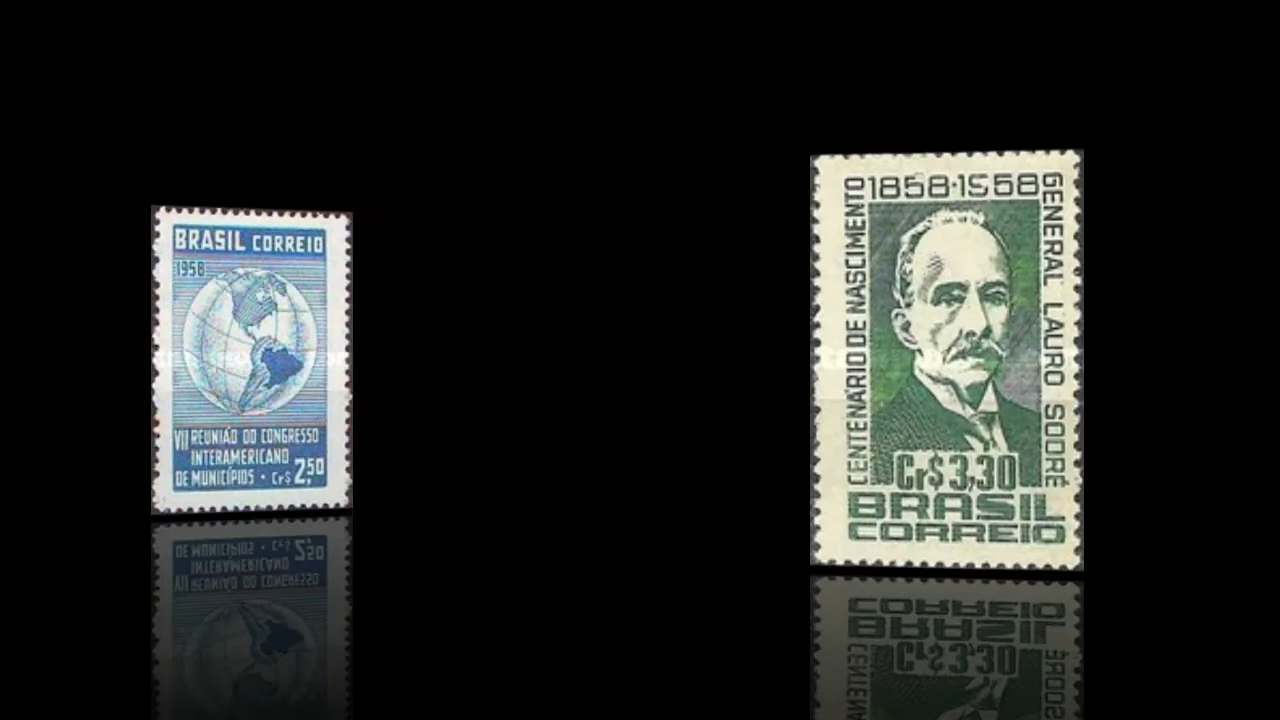 BRASIL CORREIO
1958
VII REUNIÃO DO CONGRESSO
INTERAMERICANO
DE MUNICÍPIOS · Cr$ 2,50
1858·1958
CENTENÁRIO DE NASCIMENTO
GENERAL LAURO SODRÉ
Cr$ 3,30
BRASIL
CORREIO